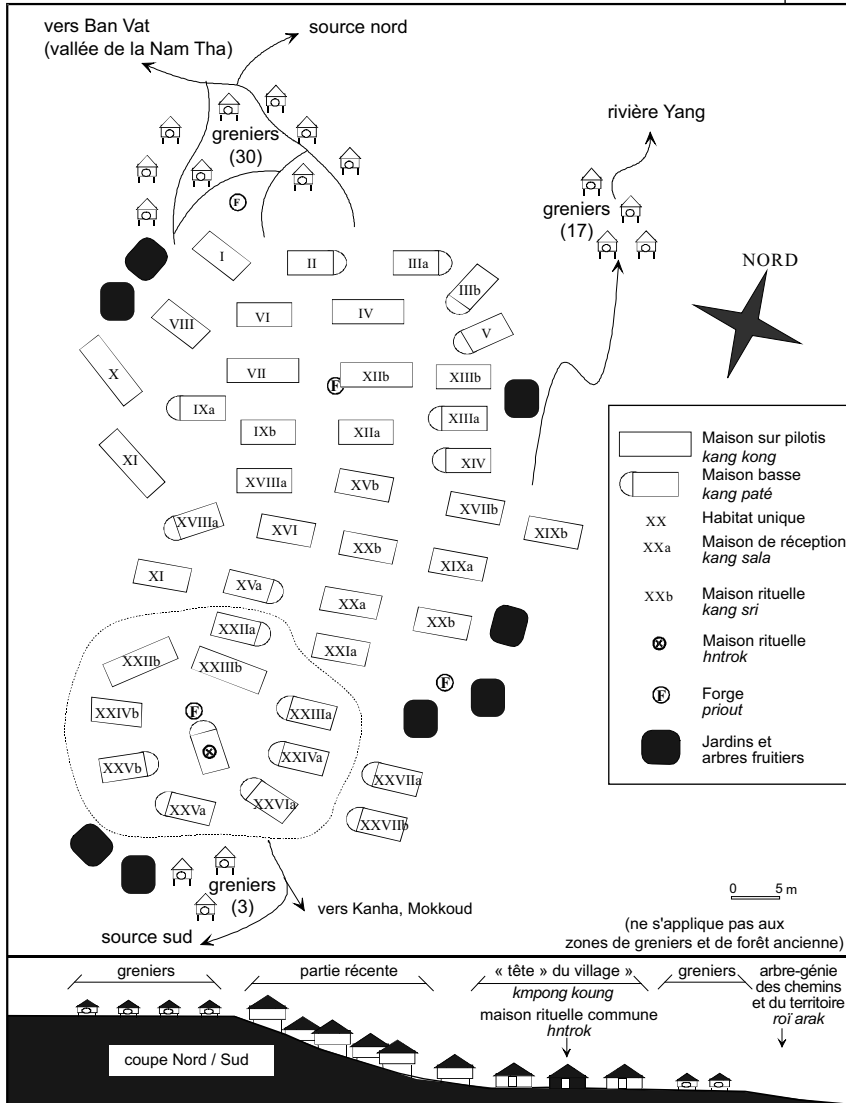 vers Ban Vat
(vallée de la Nam Tha)
source nord
greniers
(30)
rivière Yang
greniers
(17)
NORD
F
I
II
IIIa
IIIb
VIII
VI
IV
V
X
VII
F
XIIb
XIIIb
IXa
IXb
XIIa
XIIIa
XI
XIV
XVIIIa
XVb
XVIIIa
XVI
XVIIb
XIXb
XXb
XI
XVa
XIXa
XXa
XXb
XXIIa
XXIa
XXIIb
XXIIIb
F
XXIVb
F
XXIIIa
XXVb
XXIVa
XXVIIa
XXVa
XXVIa
XXVIIb
Maison sur pilotis
kang kong
Maison basse
kang paté
XX
Habitat unique
XXa
Maison de réception
kang sala
XXb
Maison rituelle
kang sri
Maison rituelle
hntrok
F
Forge
priout
Jardins et
arbres fruitiers
greniers
(3)
vers Kanha, Mokkoud
source sud
0 5 m
(ne s'applique pas aux
zones de greniers et de forêt ancienne)
greniers
partie récente
« tête » du village »
kmpong koung
maison rituelle commune
hntrok
greniers
arbre-génie
des chemins
et du territoire
roï arak
coupe Nord / Sud